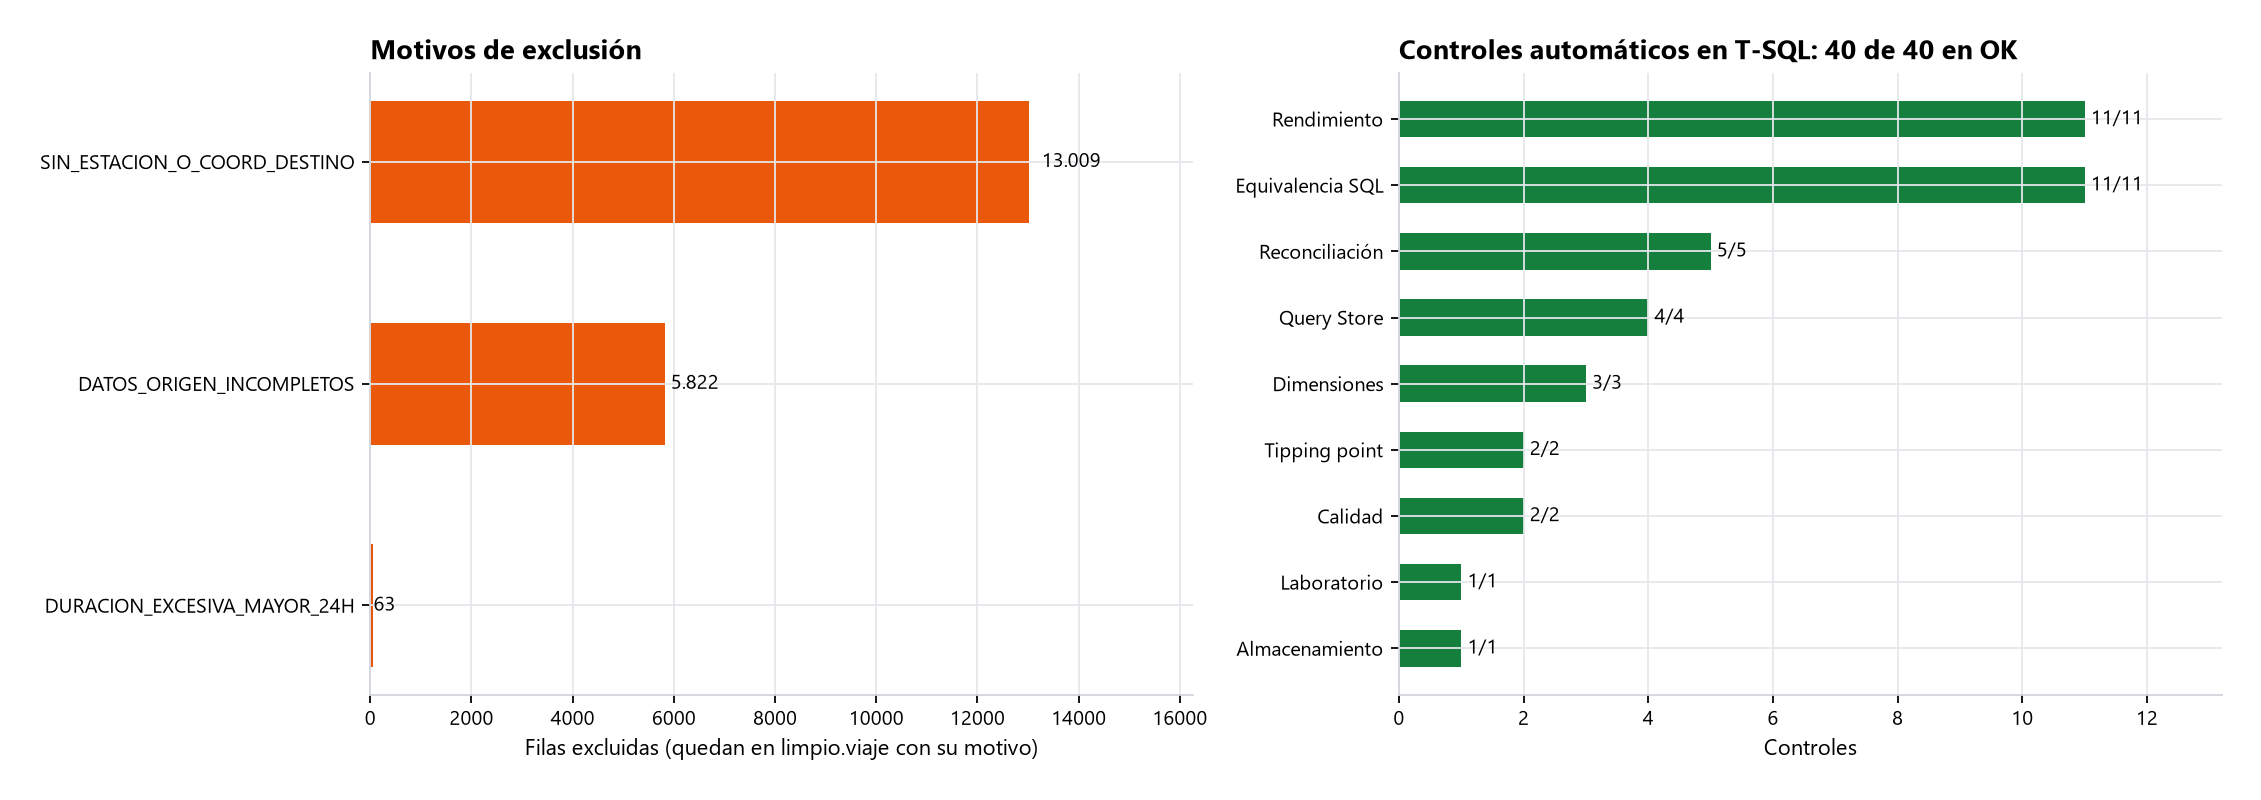 Motivos de exclusión
SIN_ESTACION_O_COORD_DESTINO
13.009
DATOS_ORIGEN_INCOMPLETOS
5.822
DURACION_EXCESIVA_MAYOR_24H
63
0 2000 4000 6000 8000 10000 12000 14000 16000
Filas excluidas (quedan en limpio.viaje con su motivo)
Controles automáticos en T-SQL: 40 de 40 en OK
Rendimiento 11/11
Equivalencia SQL 11/11
Reconciliación 5/5
Query Store 4/4
Dimensiones 3/3
Tipping point 2/2
Calidad 2/2
Laboratorio 1/1
Almacenamiento 1/1
0 2 4 6 8 10 12
Controles